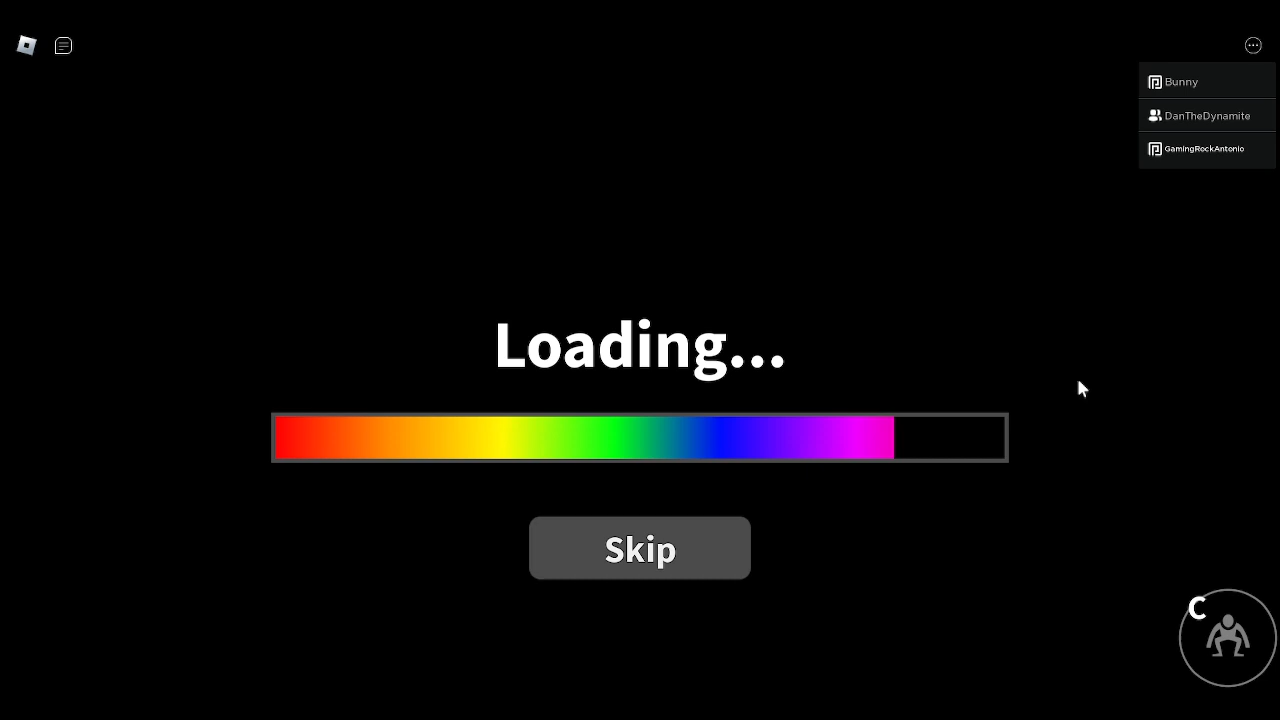 Bunny
DanTheDynamite
GamingRockAntonio
Loading...
Skip
C